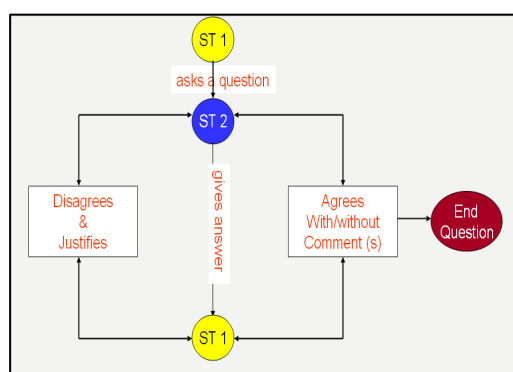 ST 1
asks a question
ST 2
gives answer
Disagrees
&
Justifies
Agrees
With/without
Comment (s)
End
Question
ST 1